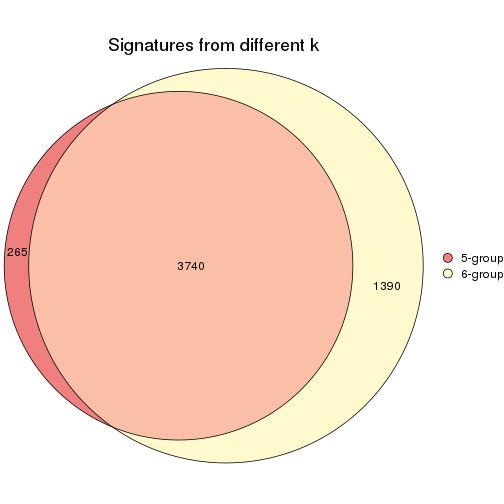 Signatures from different k
265
3740
1390
5-group
6-group